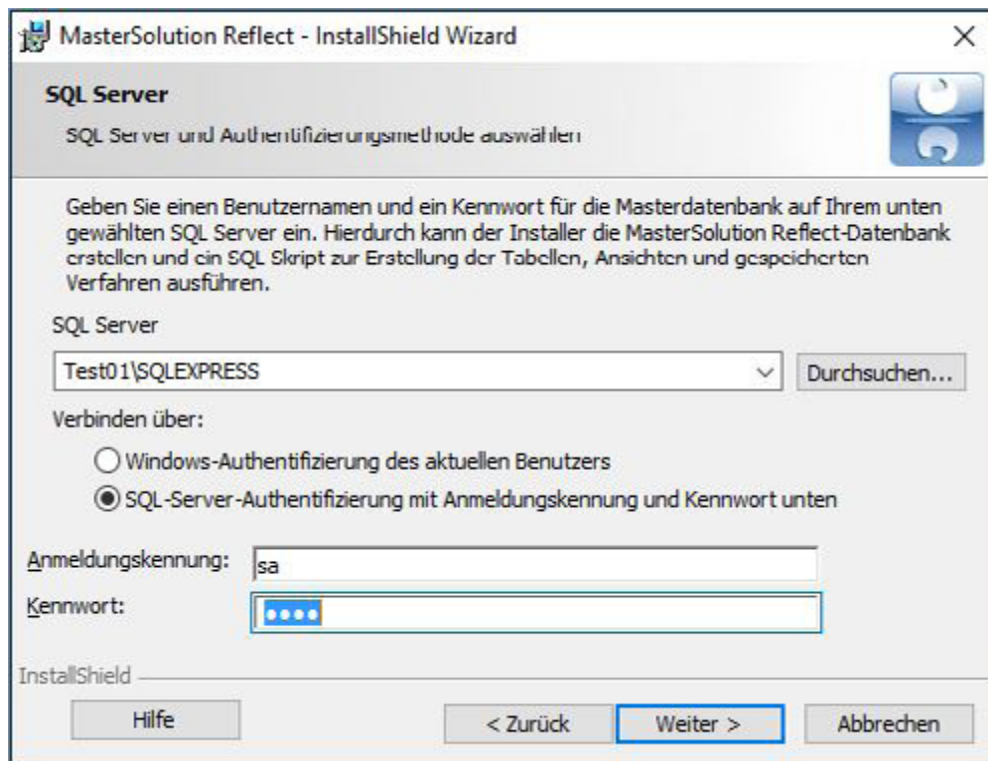 MasterSolution Reflect - InstallShield Wizard
SQL Server
SQL Server und Authentifizierungsmethode auswählen
Geben Sie einen Benutzernamen und ein Kennwort für die Masterdatenbank auf Ihrem unten
gewählten SQL Server ein. Hierdurch kann der Installer die MasterSolution Reflect-Datenbank
erstellen und ein SQL Skript zur Erstellung der Tabellen, Ansichten und gespeicherten
Verfahren ausführen.
SQL Server
Test01\SQLEXPRESS
Durchsuchen...
Verbinden über:
Windows-Authentifizierung des aktuellen Benutzers
SQL-Server-Authentifizierung mit Anmeldungskennung und Kennwort unten
Anmeldungskennung:
sa
Kennwort:
••••
InstallShield
Hilfe
< Zurück
Weiter >
Abbrechen